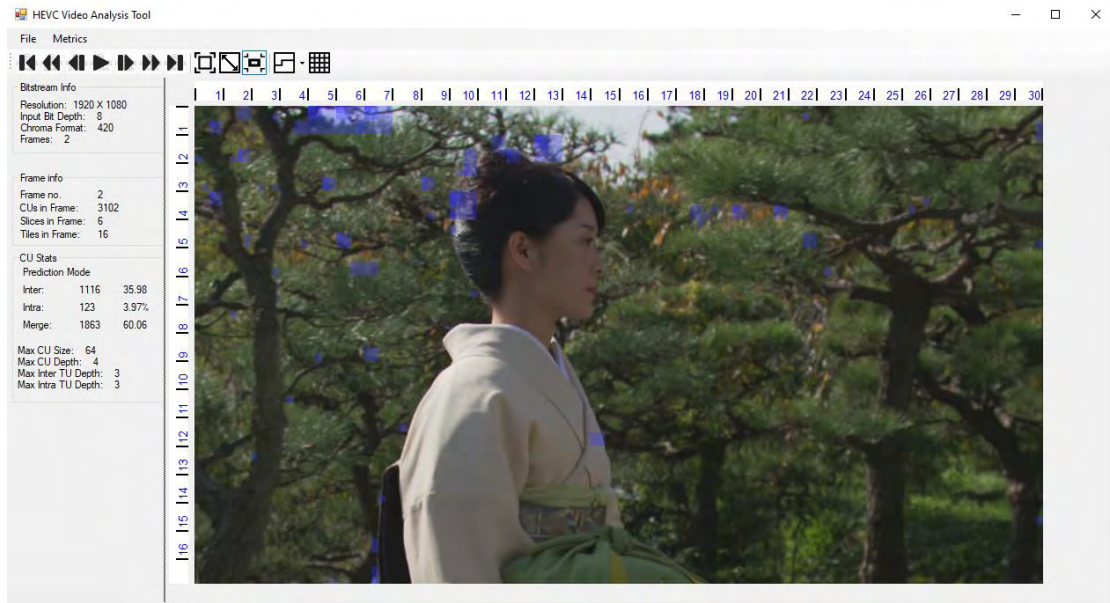 HEVC Video Analysis Tool
File Metrics
Bitstream Info
Resolution: 1920 X 1080
Input Bit Depth: 8
Chroma Format: 420
Frames: 2
Frame info
Frame no. 2
CUs in Frame: 3102
Slices in Frame: 6
Tiles in Frame: 16
CU Stats
Prediction Mode
Inter: 1116 35.98
Intra: 123 3.97%
Merge: 1863 60.06
Max CU Size: 64
Max CU Depth: 4
Max Inter TU Depth: 3
Max Intra TU Depth: 3
1 2 3 4 5 6 7 8 9 10 11 12 13 14 15 16 17 18 19 20 21 22 23 24 25 26 27 28 29 30
1
2
3
4
5
6
7
8
9
10
11
12
13
14
15
16